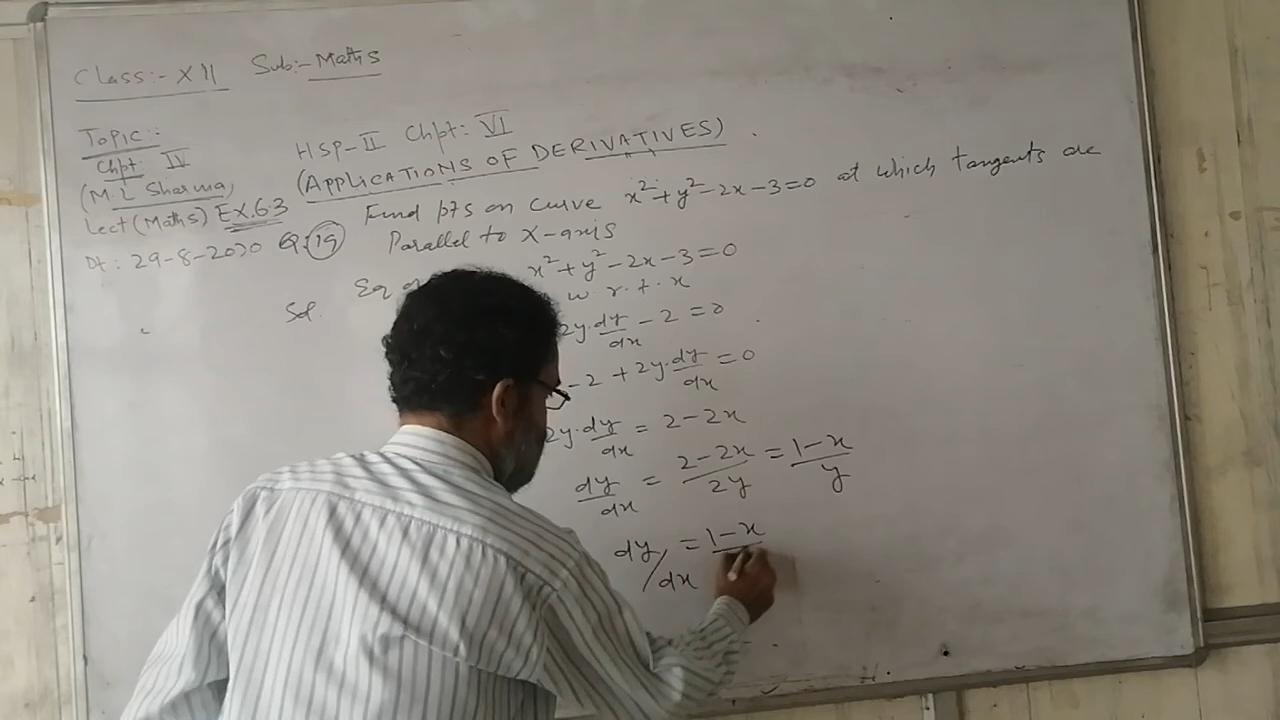 Class:- XII Sub:- Maths
Topic:
Chpt: IV
(M.L Sharma,
Lect (Maths)
Dt: 29-8-2020
HSP-II Chpt: VI
(APPLICATIONS OF DERIVATIVES)
Ex.6.3 Find pts on curve x²+y²-2x-3=0 at which tangents are
Q.19 Parallel to X-axis
Sol. Eq x²+y²-2x-3=0
w r.t. x
2y.dy/dx - 2 = 0
-2 + 2y.dy/dx = 0
2y.dy/dx = 2-2x
dy/dx = 2-2x/2y = 1-x/y
dy/dx = 1-x